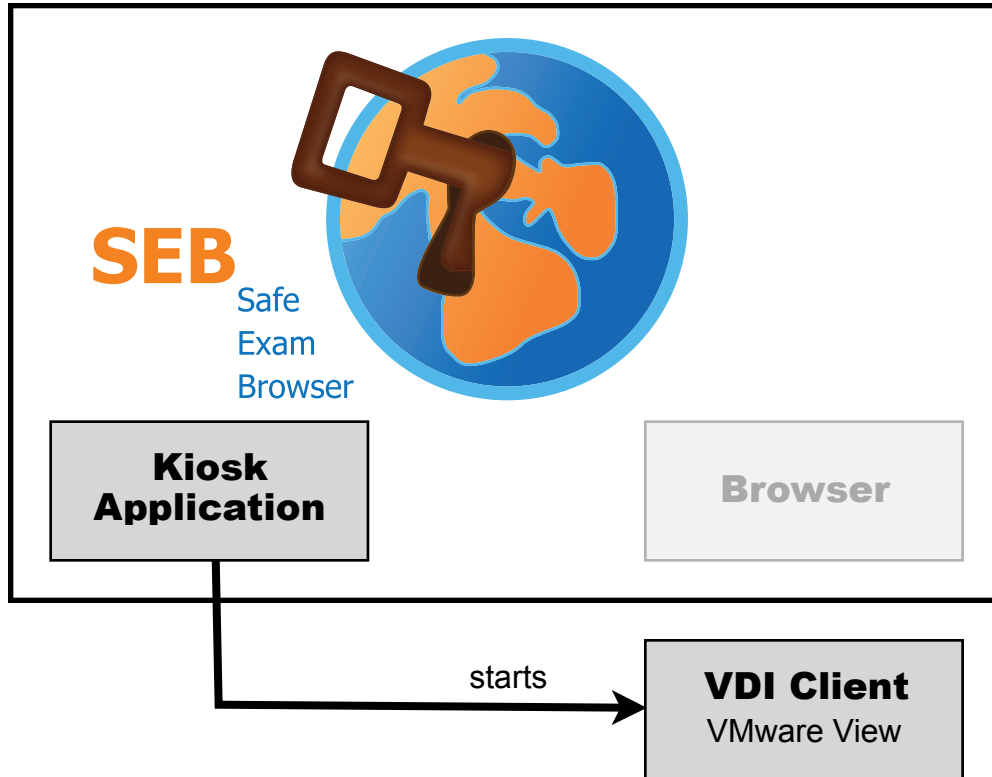 SEB
Safe
Exam
Browser
Kiosk
Application
Browser
starts
VDI Client
VMware View